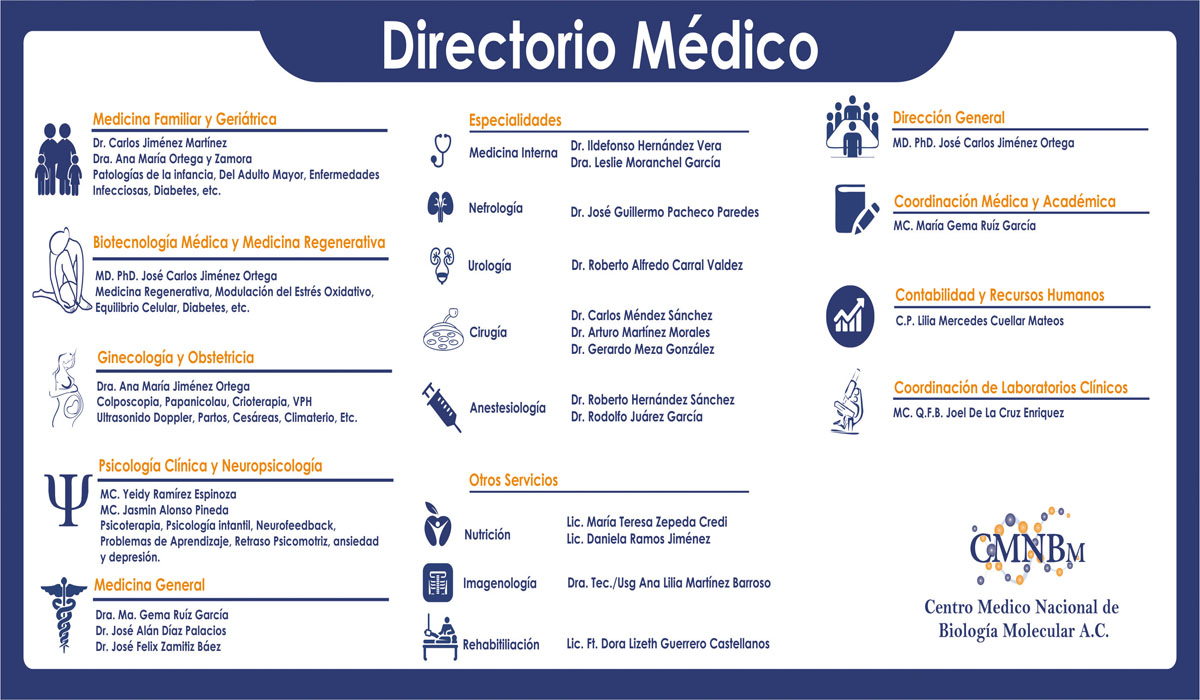 Directorio Médico
Medicina Familiar y Geriátrica
Dr. Carlos Jiménez Martínez
Dra. Ana María Ortega y Zamora
Patologías de la infancia, Del Adulto Mayor, Enfermedades
Infecciosas, Diabetes, etc.
Biotecnología Médica y Medicina Regenerativa
MD. PhD. José Carlos Jiménez Ortega
Medicina Regenerativa, Modulación del Estrés Oxidativo,
Equilibrio Celular, Diabetes, etc.
Ginecología y Obstetricia
Dra. Ana María Jiménez Ortega
Colposcopia, Papanicolau, Crioterapia, VPH
Ultrasonido Doppler, Partos, Cesáreas, Climaterio, Etc.
Psicología Clínica y Neuropsicología
MC. Yeidy Ramírez Espinoza
MC. Jasmin Alonso Pineda
Psicoterapia, Psicología intantil, Neurofeedback,
Problemas de Aprendizaje, Retraso Psicomotriz, ansiedad
y depresión.
Medicina General
Dra. Ma. Gema Ruíz García
Dr. José Alán Díaz Palacios
Dr. José Felix Zamitiz Báez
Especialidades
Medicina Interna
Dr. Ildefonso Hernández Vera
Dra. Leslie Moranchel García
Nefrología
Dr. José Guillermo Pacheco Paredes
Urología
Dr. Roberto Alfredo Carral Valdez
Cirugía
Dr. Carlos Méndez Sánchez
Dr. Arturo Martínez Morales
Dr. Gerardo Meza González
Anestesiología
Dr. Roberto Hernández Sánchez
Dr. Rodolfo Juárez García
Otros Servicios
Nutrición
Lic. María Teresa Zepeda Credi
Lic. Daniela Ramos Jiménez
Imagenología
Dra. Tec./Usg Ana Lilia Martínez Barroso
Rehabitiliación
Lic. Ft. Dora Lizeth Guerrero Castellanos
Dirección General
MD. PhD. José Carlos Jiménez Ortega
Coordinación Médica y Académica
MC. María Gema Ruíz García
Contabilidad y Recursos Humanos
C.P. Lilia Mercedes Cuellar Mateos
Coordinación de Laboratorios Clínicos
MC. Q.F.B. Joel De La Cruz Enriquez
CMNBM
Centro Medico Nacional de
Biología Molecular A.C.